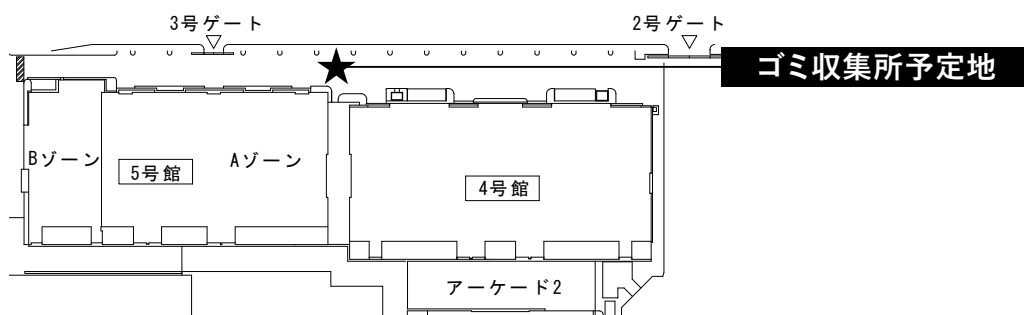 3号ゲート
2号ゲート
ゴミ収集所予定地
Bゾーン
5号館
Aゾーン
4号館
アーケード2